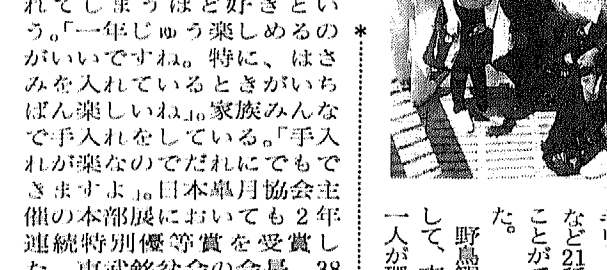 れてしまうほど好きとい
う。「一年じゅう楽しめるの
がいいですね。特に、はさ
みを入れているときがいち
ばん楽しいね」。家族みんな
で手入れをしている。「手入
れが楽なのでだれにでもで
きますよ」。日本皐月協会主
催の本部展においても2年
連続特別優等賞を受賞し
た。
*
など21
ことが
た。
野鳥
して、
一人が